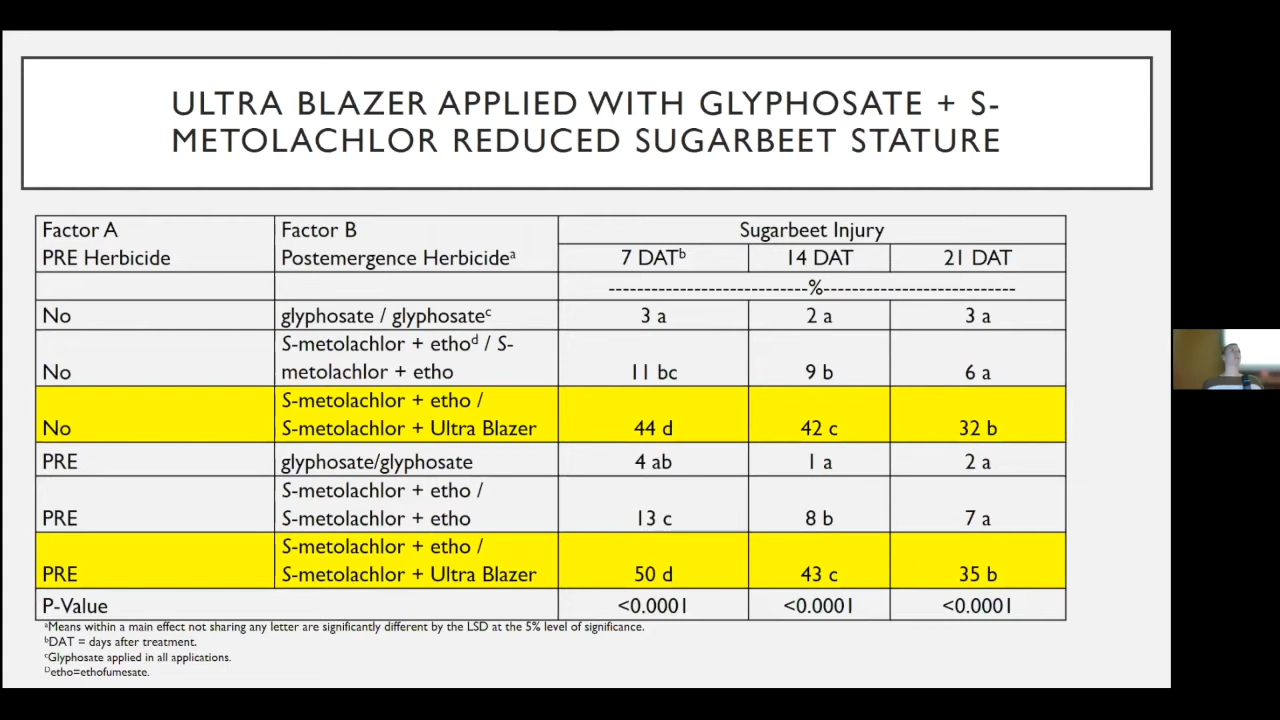 ULTRA BLAZER APPLIED WITH GLYPHOSATE + S-
METOLACHLOR REDUCED SUGARBEET STATURE
Factor A Factor B Sugarbeet Injury
PRE Herbicide Postemergence Herbicideᵃ 7 DATᵇ 14 DAT 21 DAT
----------------------------%---------------------------
No glyphosate / glyphosateᶜ 3 a 2 a 3 a
S-metolachlor + ethoᵈ / S-
No metolachlor + etho 11 bc 9 b 6 a
S-metolachlor + etho /
No S-metolachlor + Ultra Blazer 44 d 42 c 32 b
PRE glyphosate/glyphosate 4 ab 1 a 2 a
S-metolachlor + etho /
PRE S-metolachlor + etho 13 c 8 b 7 a
S-metolachlor + etho /
PRE S-metolachlor + Ultra Blazer 50 d 43 c 35 b
P-Value <0.0001 <0.0001 <0.0001
ᵃMeans within a main effect not sharing any letter are significantly different by the LSD at the 5% level of significance.
ᵇDAT = days after treatment.
ᶜGlyphosate applied in all applications.
ᴰetho=ethofumesate.